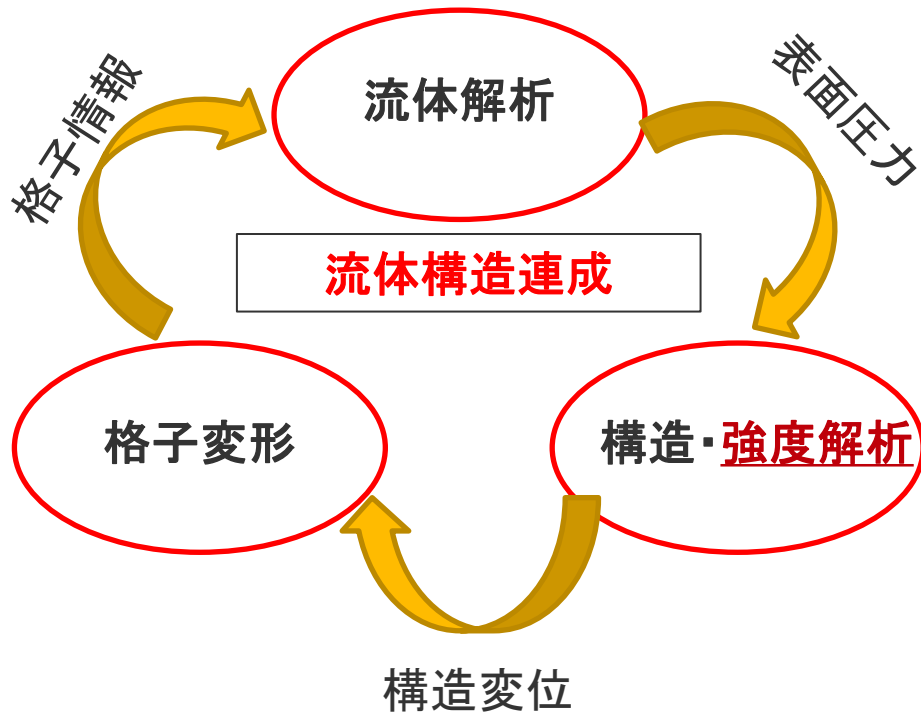 流体解析
表面圧力
格子情報
流体構造連成
格子変形
構造・強度解析
構造変位